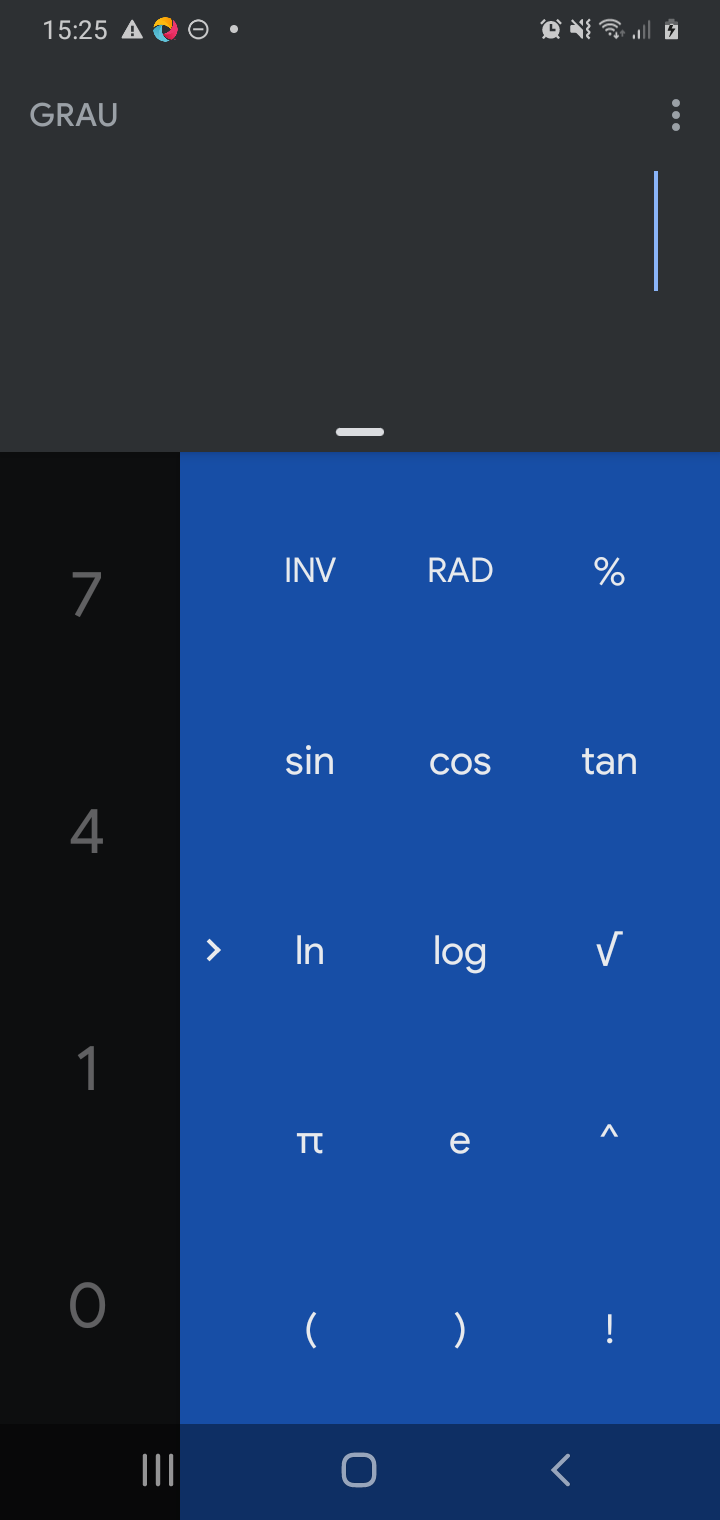 15:25
GRAU
7
INV RAD %
sin cos tan
4
ln log √
1
π e ^
0
( ) !